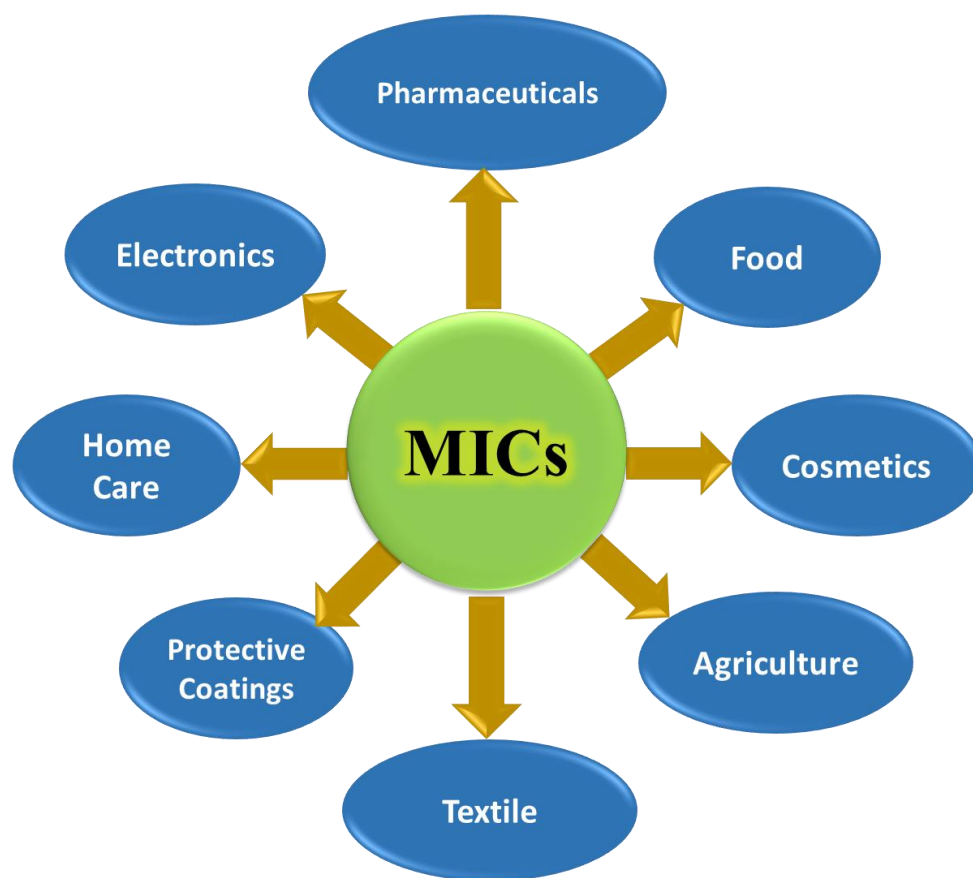 Pharmaceuticals
Electronics
Food
MICs
Home
Care
Cosmetics
Protective
Coatings
Agriculture
Textile